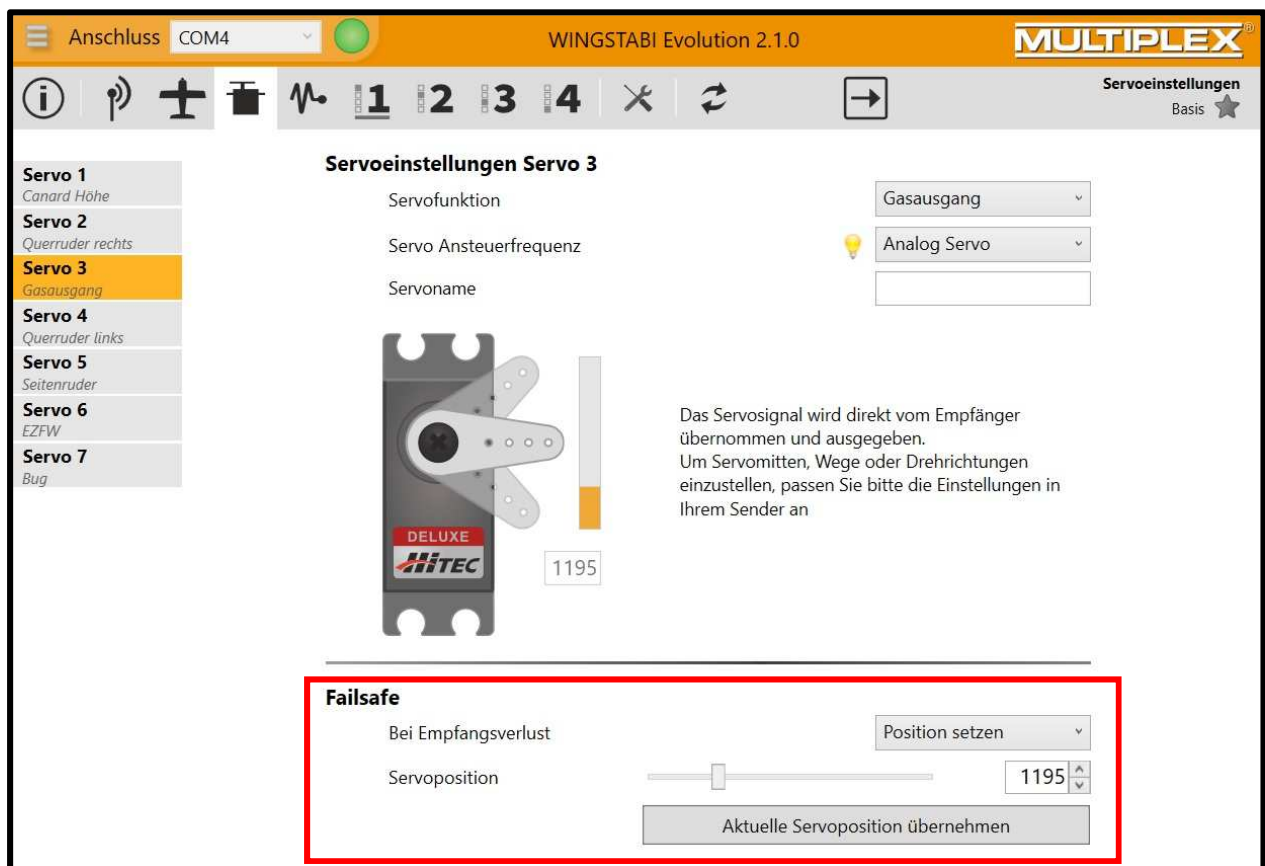 Anschluss COM4 WINGSTABI Evolution 2.1.0 MULTIPLEX®
1 2 3 4
Servoeinstellungen
Basis
Servo 1
Canard Höhe
Servo 2
Querruder rechts
Servo 3
Gasausgang
Servo 4
Querruder links
Servo 5
Seitenruder
Servo 6
EZFW
Servo 7
Bug
Servoeinstellungen Servo 3
Servofunktion Gasausgang
Servo Ansteuerfrequenz Analog Servo
Servoname
DELUXE
HiTEC
1195
Das Servosignal wird direkt vom Empfänger
übernommen und ausgegeben.
Um Servomitten, Wege oder Drehrichtungen
einzustellen, passen Sie bitte die Einstellungen in
Ihrem Sender an
Failsafe
Bei Empfangsverlust Position setzen
Servoposition 1195
Aktuelle Servoposition übernehmen